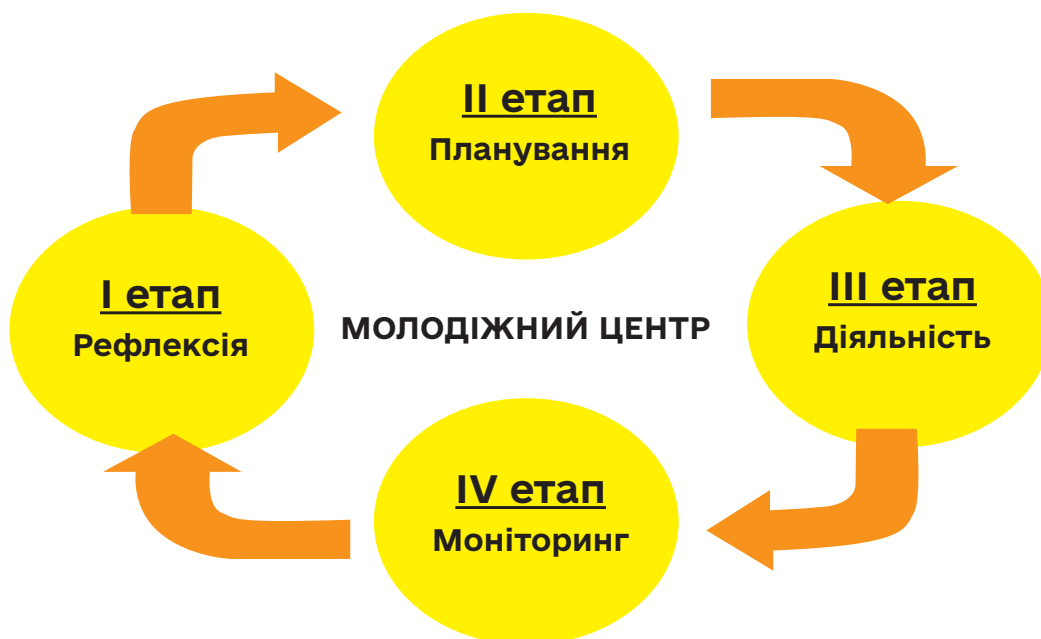 II етап
Планування
I етап
Рефлексія
МОЛОДІЖНИЙ ЦЕНТР
III етап
Діяльність
IV етап
Моніторинг